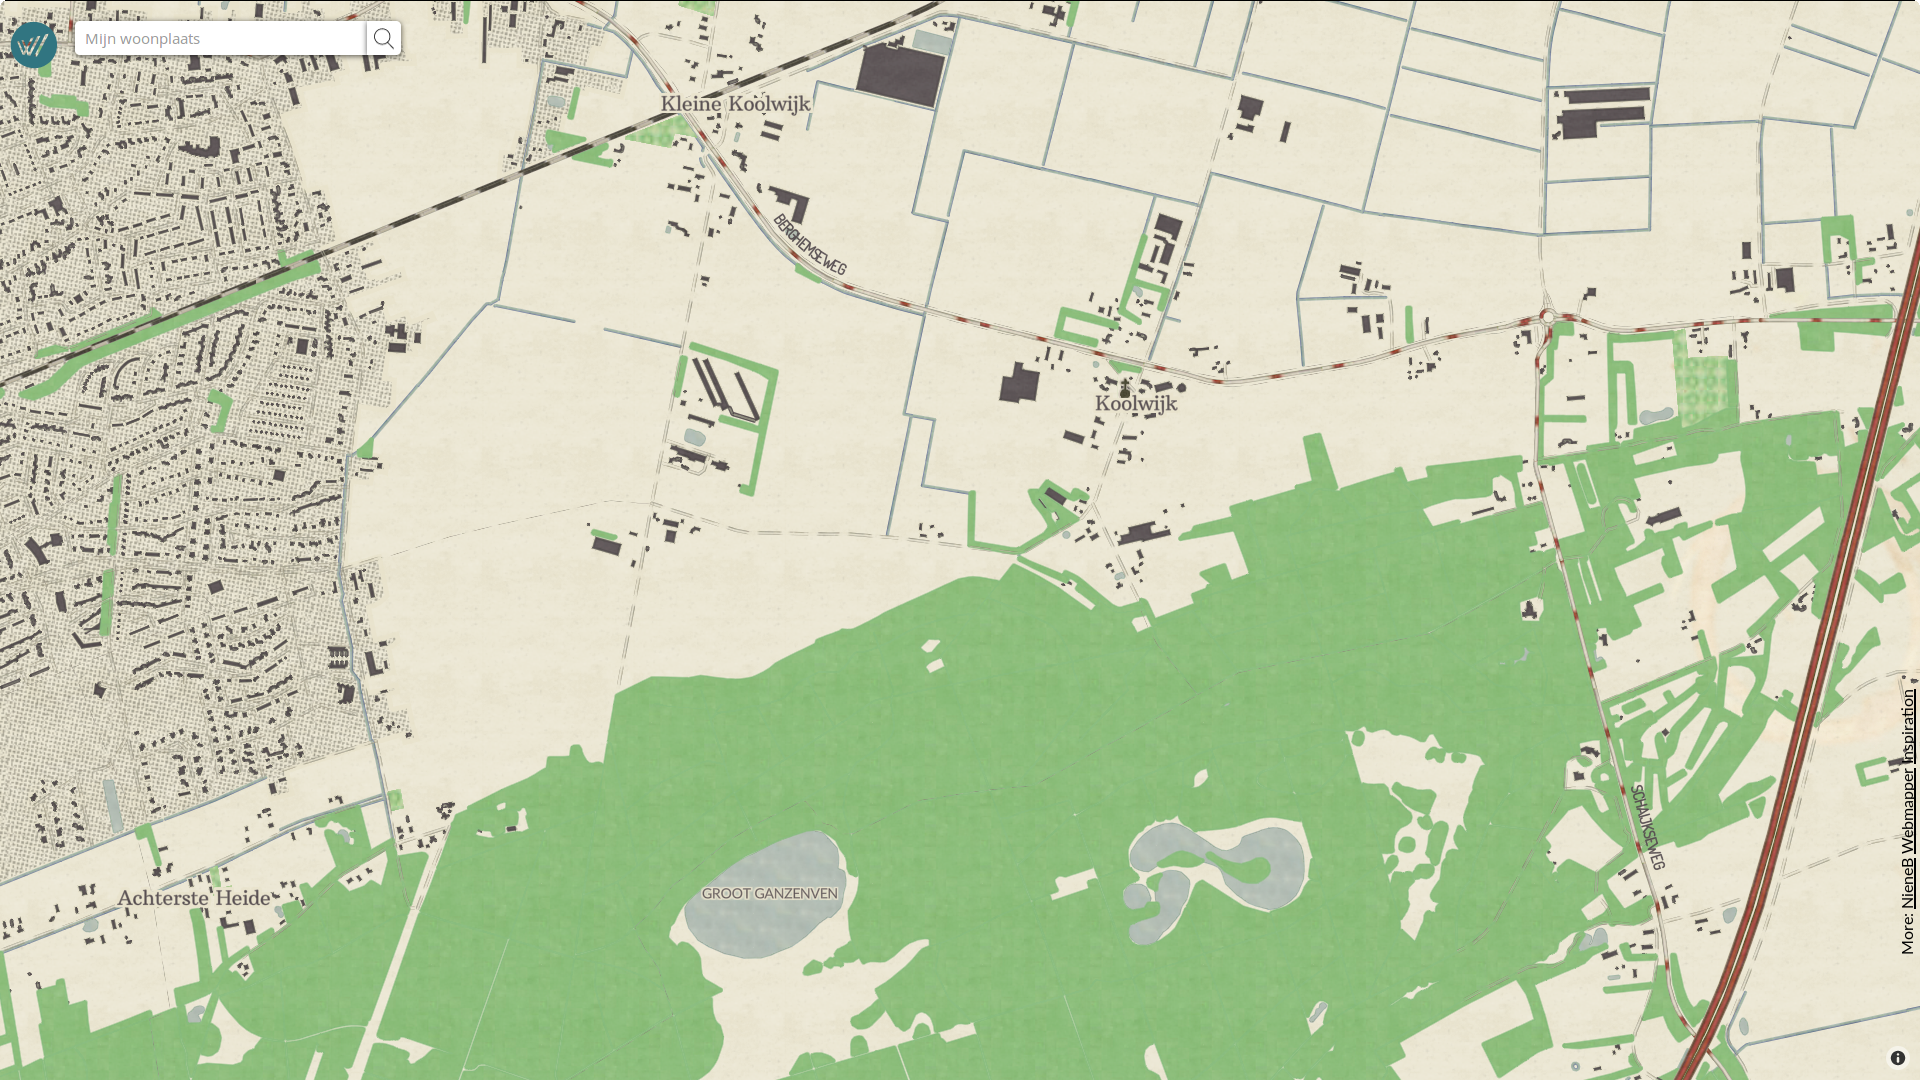 Mijn woonplaats
Kleine Koolwijk
BERGHEMSEWEG
Koolwijk
SCHAIJKSEWEG
GROOT GANZENVEN
Achterste Heide
More: NieneB Webmapper Inspiration